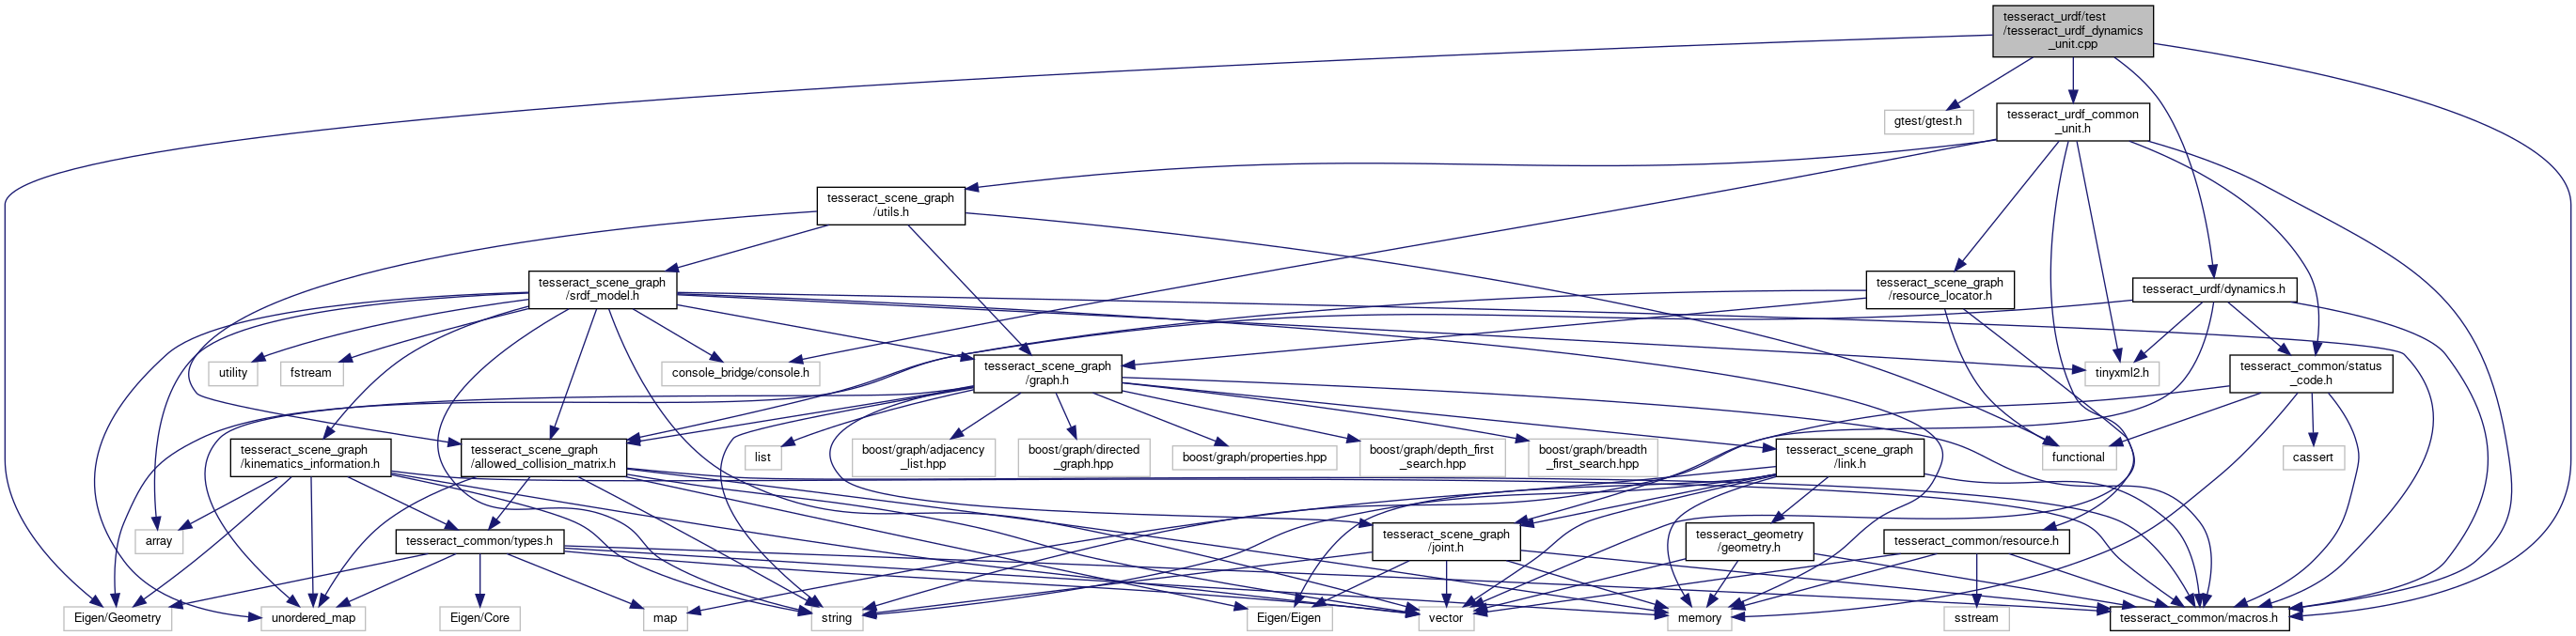 tesseract_urdf/test
/tesseract_urdf_dynamics
_unit.cpp
gtest/gtest.h
tesseract_urdf_common
_unit.h
tesseract_scene_graph
/utils.h
tesseract_scene_graph
/srdf_model.h
tesseract_scene_graph
/resource_locator.h
tesseract_urdf/dynamics.h
utility
fstream
console_bridge/console.h
tesseract_scene_graph
/graph.h
tinyxml2.h
tesseract_common/status
_code.h
tesseract_scene_graph
/kinematics_information.h
tesseract_scene_graph
/allowed_collision_matrix.h
list
boost/graph/adjacency
_list.hpp
boost/graph/directed
_graph.hpp
boost/graph/properties.hpp
boost/graph/depth_first
_search.hpp
boost/graph/breadth
_first_search.hpp
tesseract_scene_graph
/link.h
functional
cassert
array
tesseract_common/types.h
tesseract_scene_graph
/joint.h
tesseract_geometry
/geometry.h
tesseract_common/resource.h
Eigen/Geometry
unordered_map
Eigen/Core
map
string
Eigen/Eigen
vector
memory
sstream
tesseract_common/macros.h